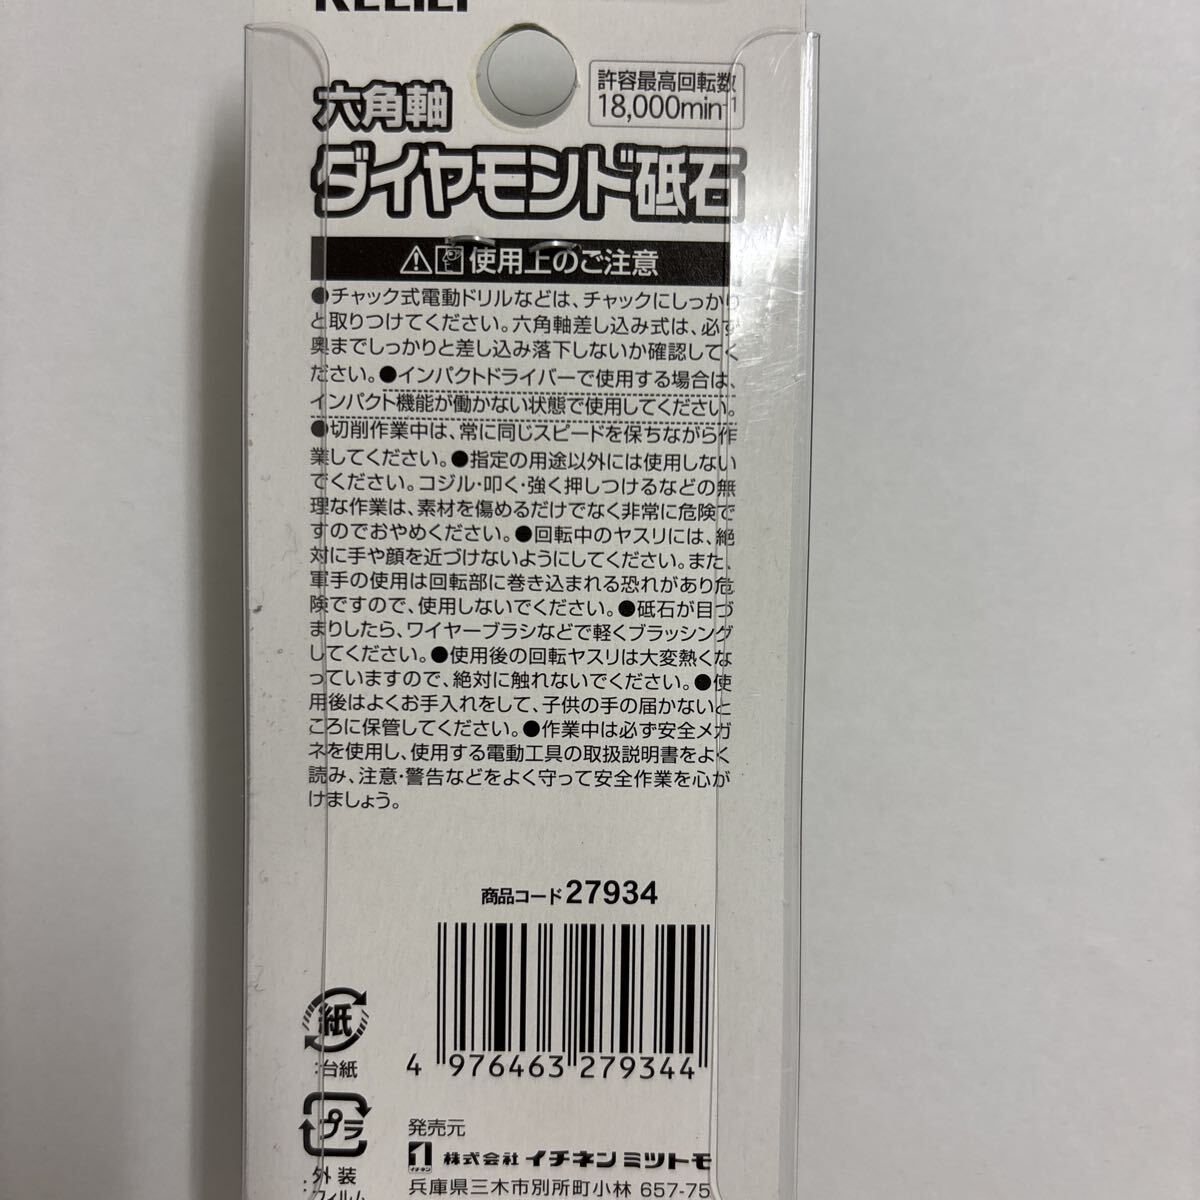 RELIEF
許容最高回転数
18,000min-1
六角軸
ダイヤモンド砥石
使用上のご注意
●チャック式電動ドリルなどは、チャックにしっかり
と取りつけてください。六角軸差し込み式は、必ず
奥までしっかりと差し込み落下しないか確認してく
ださい。●インパクトドライバーで使用する場合は、
インパクト機能が働かない状態で使用してください。
●切削作業中は、常に同じスピードを保ちながら作
業してください。●指定の用途以外には使用しない
でください。コジル・叩く・強く押しつけるなどの無
理な作業は、素材を傷めるだけでなく非常に危険で
すのでおやめください。●回転中のヤスリには、絶
対に手や顔を近づけないようにしてください。また、
軍手の使用は回転部に巻き込まれる恐れがあり危
険ですので、使用しないでください。●砥石が目づ
まりしたら、ワイヤーブラシなどで軽くブラッシング
してください。●使用後の回転ヤスリは大変熱くな
っていますので、絶対に触れないでください。●使
用後はよくお手入れをして、子供の手の届かないと
ころに保管してください。●作業中は必ず安全メガ
ネを使用し、使用する電動工具の取扱説明書をよく
読み、注意・警告などをよく守って安全作業を心が
けましょう。
商品コード 27934
紙
:台紙
4 976463 279344
プラ
:外装
フィルム
発売元
イチネン
株式会社 イチネンミツトモ
兵庫県三木市別所町小林 657-75